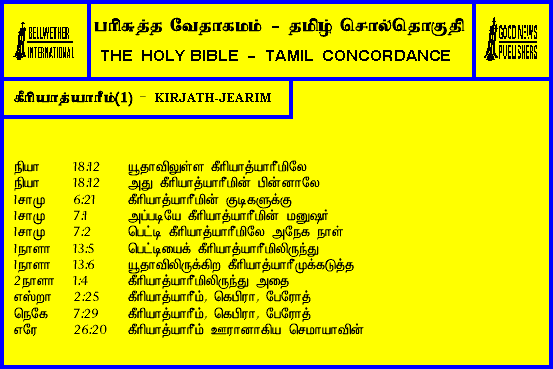 BELLWETHER INTERNATIONAL
பரிசுத்த வேதாகமம் - தமிழ் சொல்தொகுதி
THE HOLY BIBLE - TAMIL CONCORDANCE
GOOD NEWS PUBLISHERS
கீரியாத்யாரீம்(1) - KIRJATH-JEARIM
நியா 18:12 யூதாவிலுள்ள கீரியாத்யாரீமிலே
நியா 18:12 அது கீரியாத்யாரீமின் பின்னாலே
1சாமு 6:21 கீரியாத்யாரீமின் குடிகளுக்கு
1சாமு 7:1 அப்படியே கீரியாத்யாரீமின் மனுஷர்
1சாமு 7:2 பெட்டி கீரியாத்யாரீமிலே அநேக நாள்
1நாளா 13:5 பெட்டியைக் கீரியாத்யாரீமிலிருந்து
1நாளா 13:6 யூதாவிலிருக்கிற கீரியாத்யாரீமுக்கடுத்த
2நாளா 1:4 கீரியாத்யாரீமிலிருந்து அதை
எஸ்றா 2:25 கீரியாத்யாரீம், கெபிரா, பேரோத்
நெகே 7:29 கீரியாத்யாரீம், கெபிரா, பேரோத்
எரே 26:20 கீரியாத்யாரீம் ஊரானாகிய செமாயாவின்